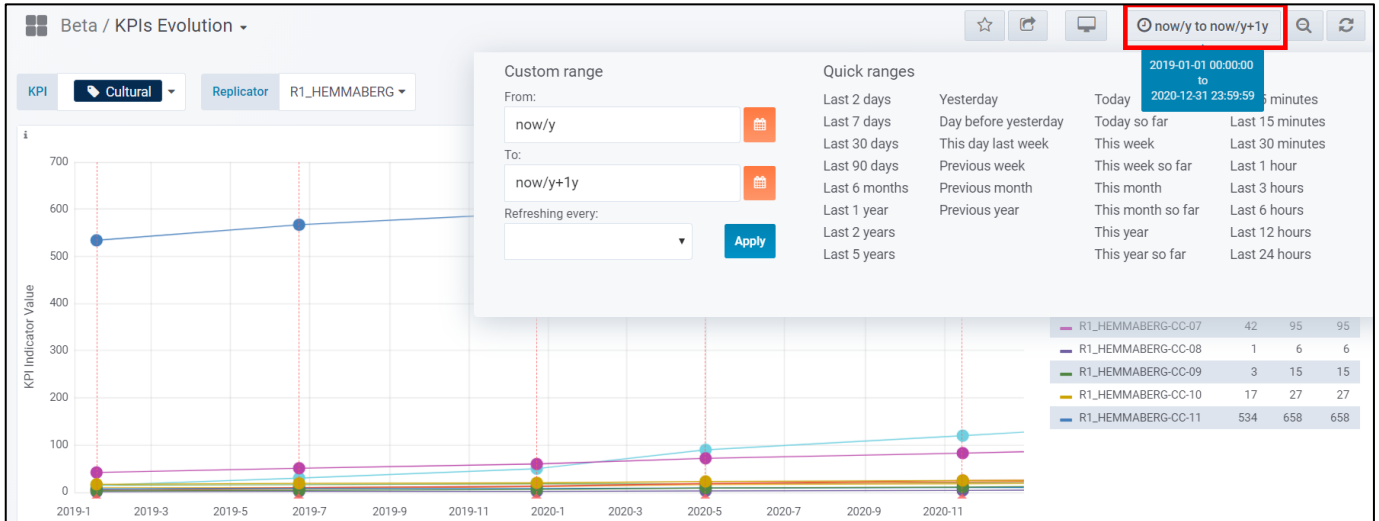 Beta / KPIs Evolution
now/y to now/y+1y
2019-01-01 00:00:00
to
2020-12-31 23:59:59
KPI Cultural Replicator R1_HEMMABERG
Custom range
From:
now/y
To:
now/y+1y
Refreshing every:
Apply
Quick ranges
Last 2 days Yesterday Today minutes
Last 7 days Day before yesterday Today so far Last 15 minutes
Last 30 days This day last week This week Last 30 minutes
Last 90 days Previous week This week so far Last 1 hour
Last 6 months Previous month This month Last 3 hours
Last 1 year Previous year This month so far Last 6 hours
Last 2 years This year Last 12 hours
Last 5 years This year so far Last 24 hours
i
KPI Indicator Value
700
600
500
400
300
200
100
0
2019-1 2019-3 2019-5 2019-7 2019-9 2019-11 2020-1 2020-3 2020-5 2020-7 2020-9 2020-11
R1_HEMMABERG-CC-07 42 95 95
R1_HEMMABERG-CC-08 1 6 6
R1_HEMMABERG-CC-09 3 15 15
R1_HEMMABERG-CC-10 17 27 27
R1_HEMMABERG-CC-11 534 658 658